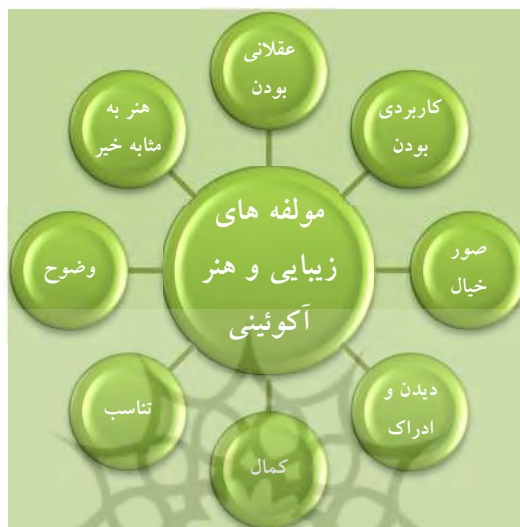 مولفه های
زیبایی و هنر
آکوئینی
عقلانی
بودن
کاربردی
بودن
صور
خیال
دیدن و
ادراک
کمال
تناسب
وضوح
هنر به
مثابه خیر